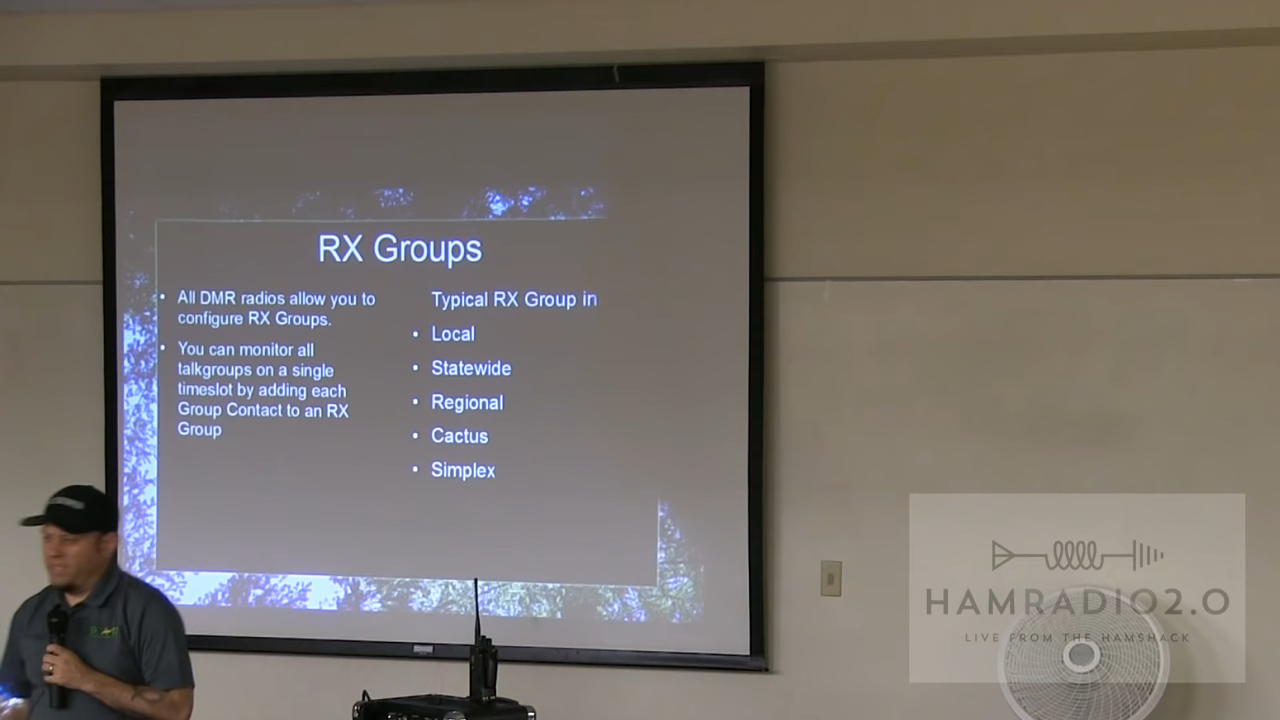 RX Groups
• All DMR radios allow you to
configure RX Groups.
• You can monitor all
talkgroups on a single
timeslot by adding each
Group Contact to an RX
Group
Typical RX Group in
• Local
• Statewide
• Regional
• Cactus
• Simplex
HAMRADIO2.0
LIVE FROM THE HAMSHACK